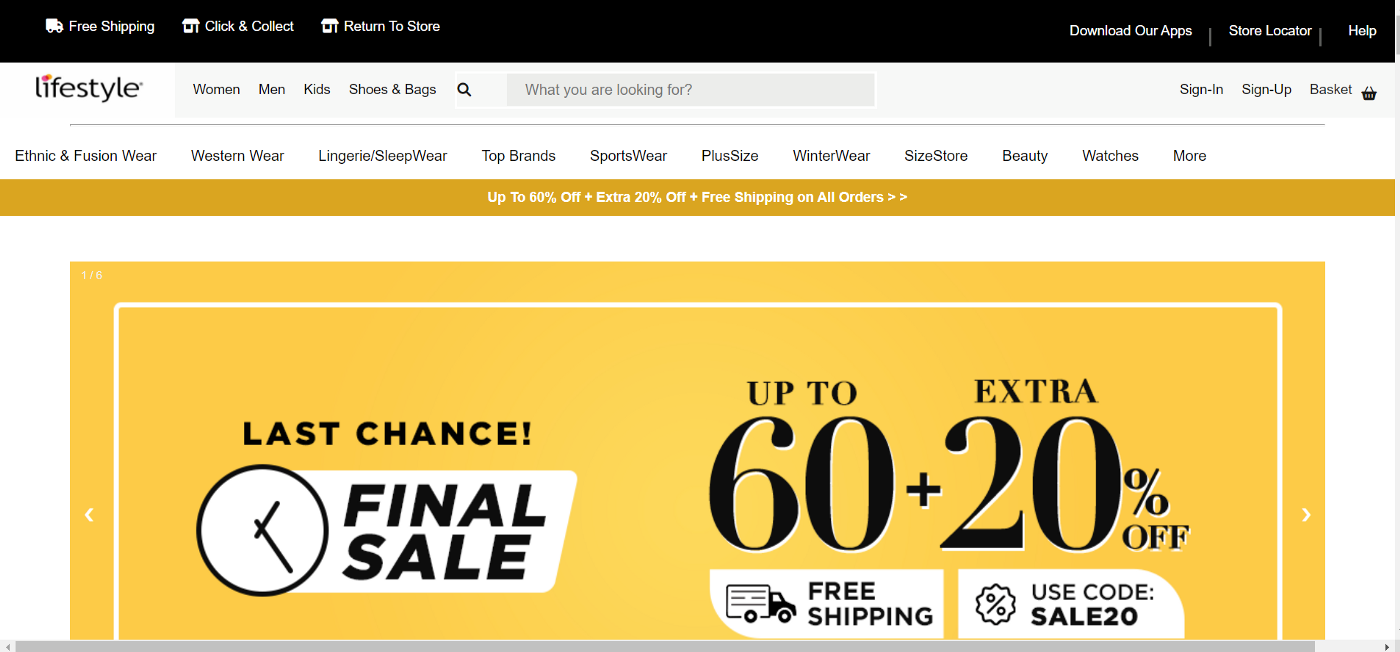 Free Shipping Click & Collect Return To Store Download Our Apps | Store Locator | Help
lifestyle Women Men Kids Shoes & Bags What you are looking for? Sign-In Sign-Up Basket
Ethnic & Fusion Wear Western Wear Lingerie/SleepWear Top Brands SportsWear PlusSize WinterWear SizeStore Beauty Watches More
Up To 60% Off + Extra 20% Off + Free Shipping on All Orders > >
1 / 6
LAST CHANCE!
FINAL
SALE
UP TO EXTRA
60+20%
OFF
FREE
SHIPPING
USE CODE:
SALE20